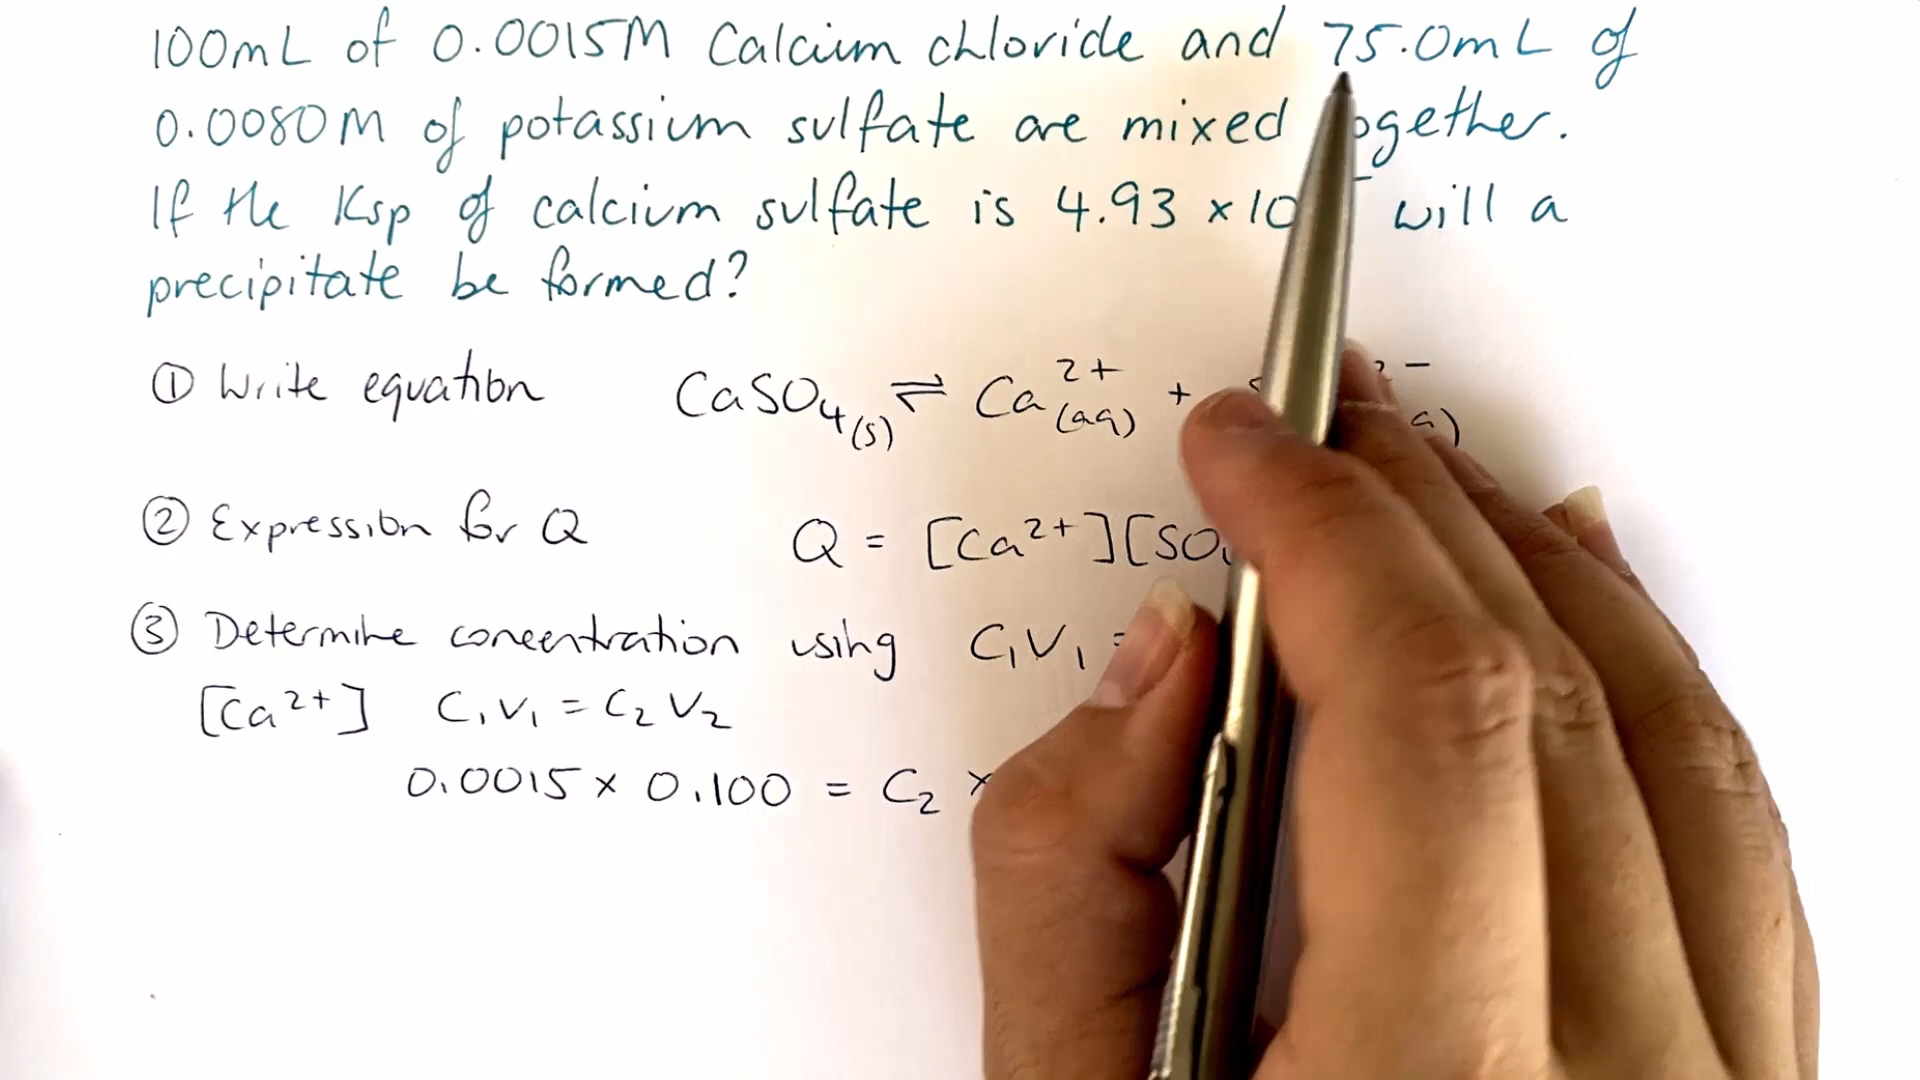 100mL of 0.0015M Calcium chloride and 75.0mL of
0.0080M of potassium sulfate are mixed ogether.
If the Ksp of calcium sulfate is 4.93 × 10 will a
precipitate be formed?
① Write equation CaSO₄(s) ⇌ Ca²⁺(aq) +
② Expression for Q Q = [Ca²⁺][SO
③ Determine concentration using C₁V₁ =
[Ca²⁺] C₁V₁ = C₂V₂
0.0015 × 0.100 = C₂ ×